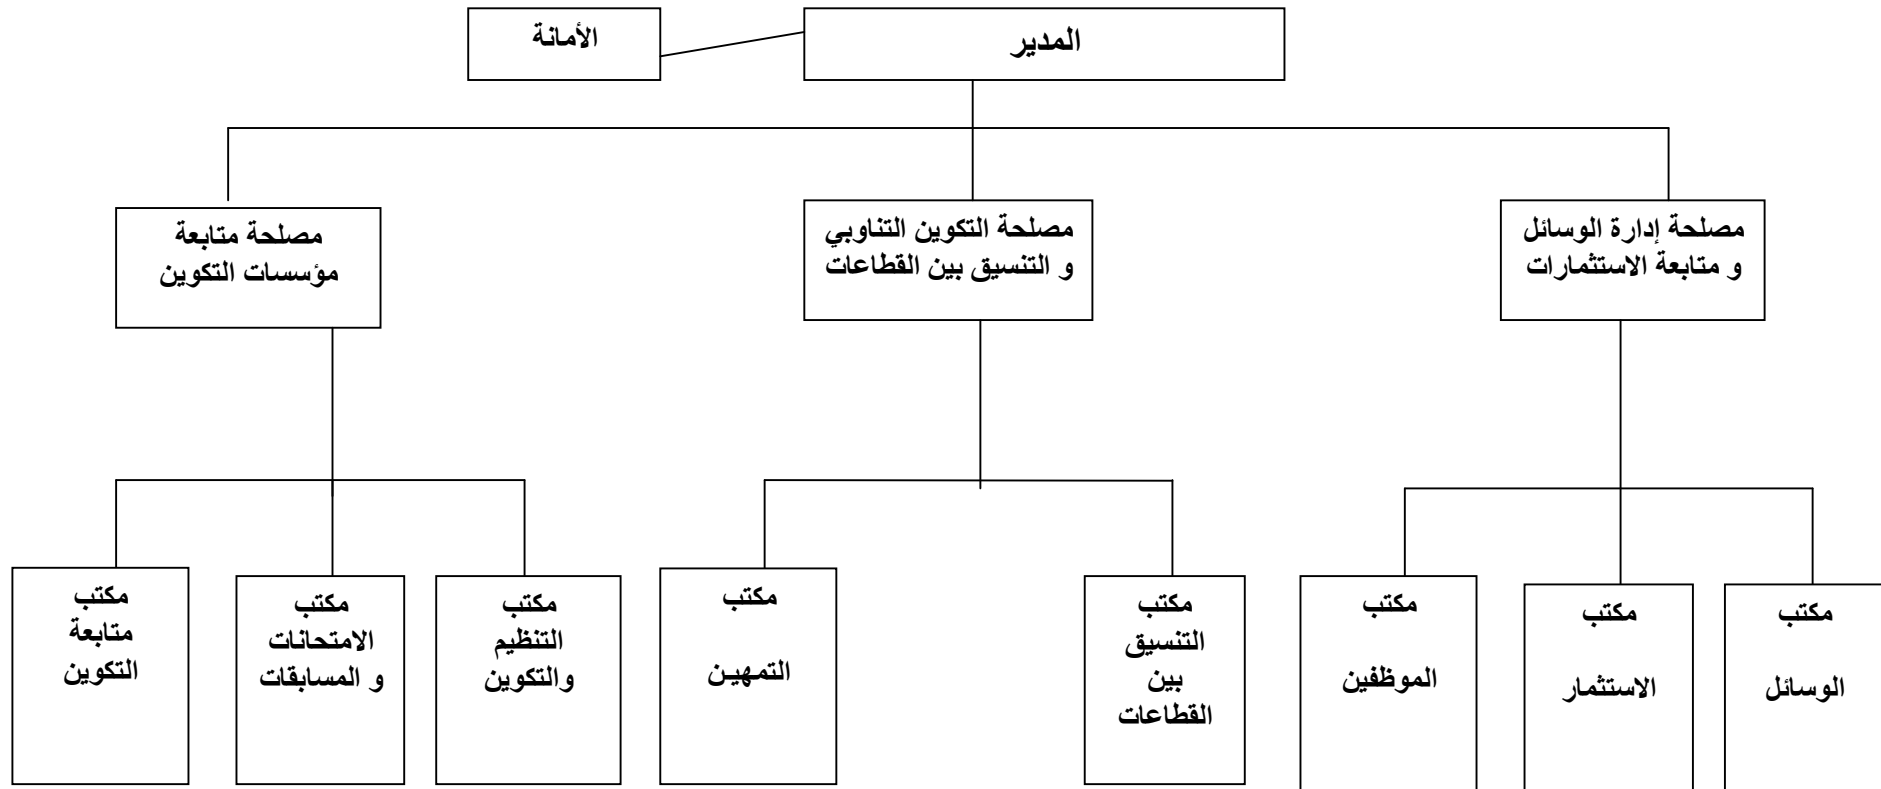 المدير
الأمانة
مصلحة إدارة الوسائل
و متابعة الاستثمارات
مصلحة التكوين التناوبي
و التنسيق بين القطاعات
مصلحة متابعة
مؤسسات التكوين
مكتب
الوسائل
مكتب
الاستثمار
مكتب
الموظفين
مكتب
التنسيق
بين
القطاعات
مكتب
التمهيـن
مكتب
التنظيم
والتكوين
مكتب
الامتحانات
و المسابقات
مكتب
متابعة
التكوين